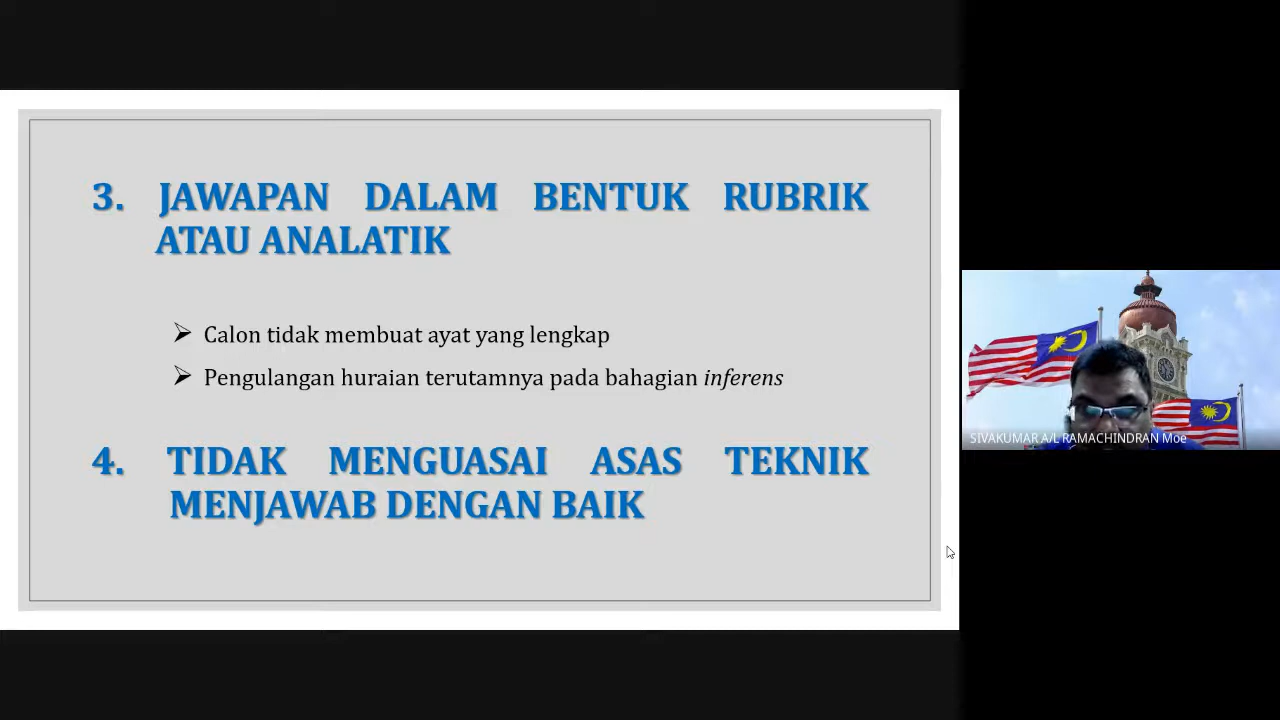 3. JAWAPAN DALAM BENTUK RUBRIK
ATAU ANALATIK
➢ Calon tidak membuat ayat yang lengkap
➢ Pengulangan huraian terutamnya pada bahagian inferens
4. TIDAK MENGUASAI ASAS TEKNIK
MENJAWAB DENGAN BAIK
SIVAKUMAR A/L RAMACHINDRAN Moe